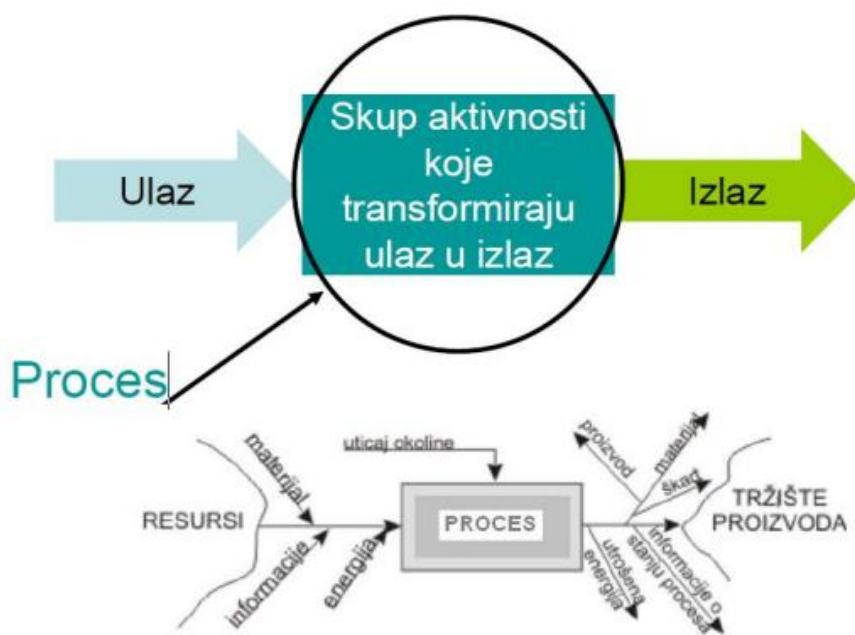 Ulaz
Skup aktivnosti
koje
transformiraju
ulaz u izlaz
Izlaz
Proces
materijal
uticaj okoline
proizvod
materijal
škart
RESURSI
PROCES
TRŽIŠTE
PROIZVODA
informacije
energija
utrošena
energija
informacije o
stanju procesa